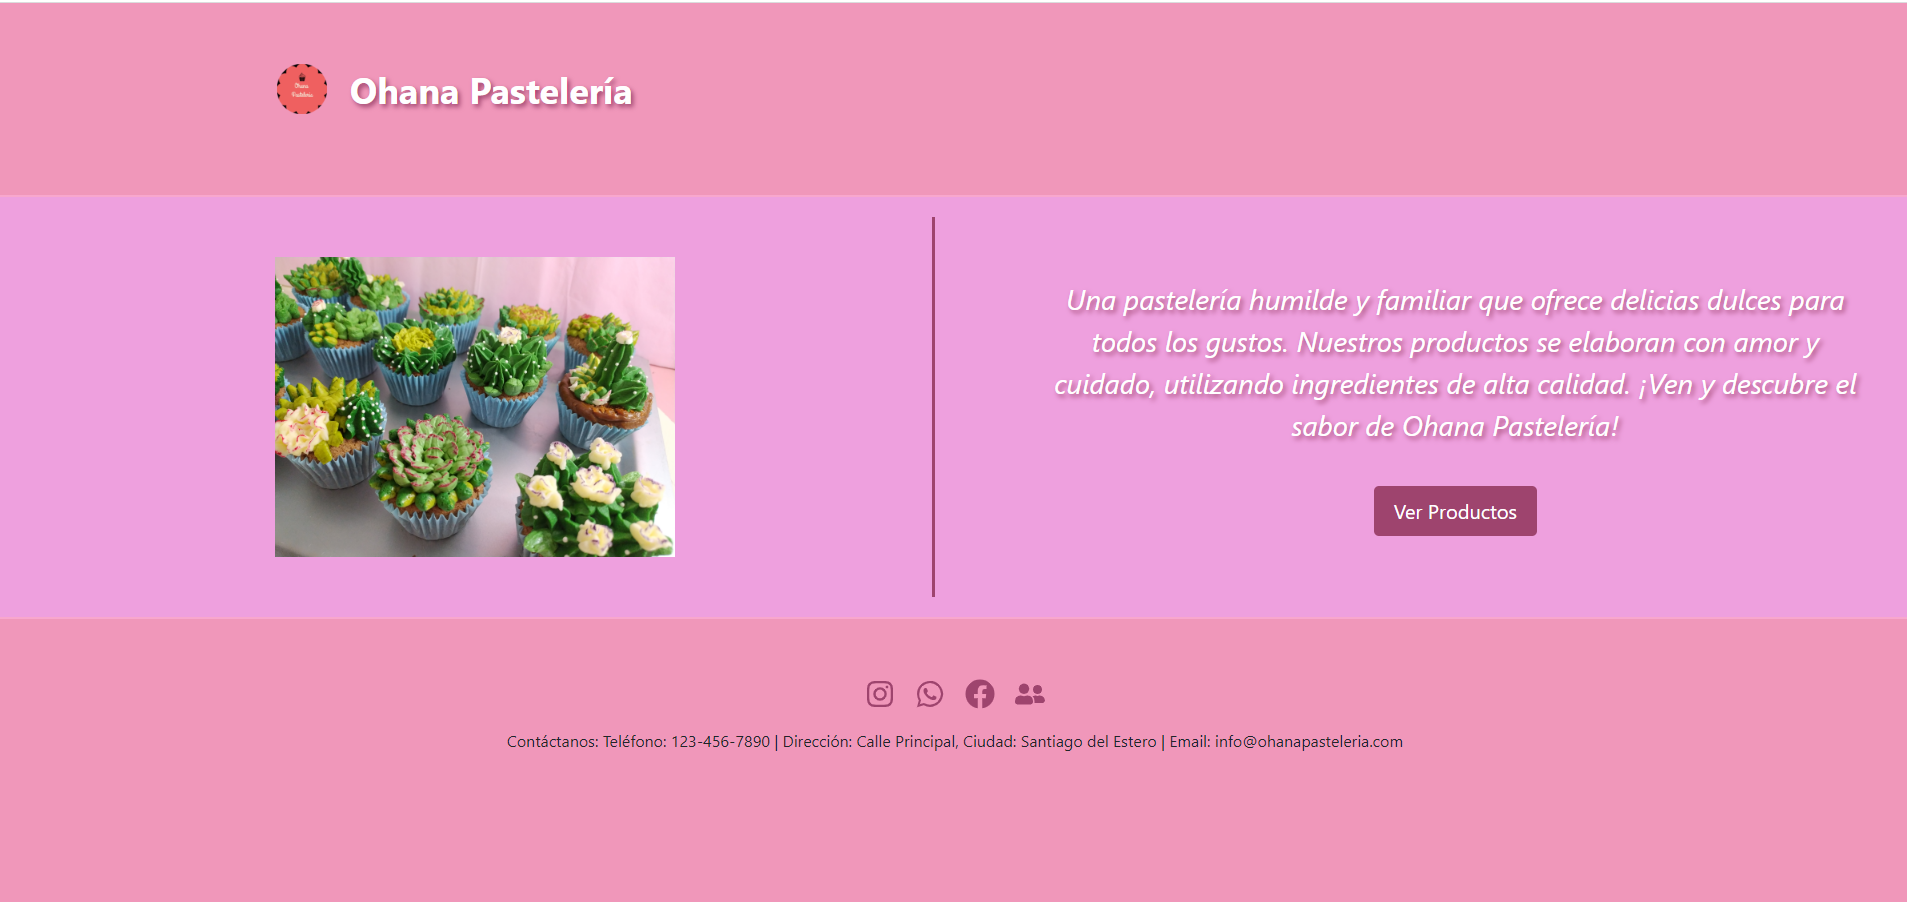 Ohana
Pastelería
Ohana Pastelería
Una pastelería humilde y familiar que ofrece delicias dulces para
todos los gustos. Nuestros productos se elaboran con amor y
cuidado, utilizando ingredientes de alta calidad. ¡Ven y descubre el
sabor de Ohana Pastelería!
Ver Productos
Contáctanos: Teléfono: 123-456-7890 | Dirección: Calle Principal, Ciudad: Santiago del Estero | Email: info@ohanapasteleria.com